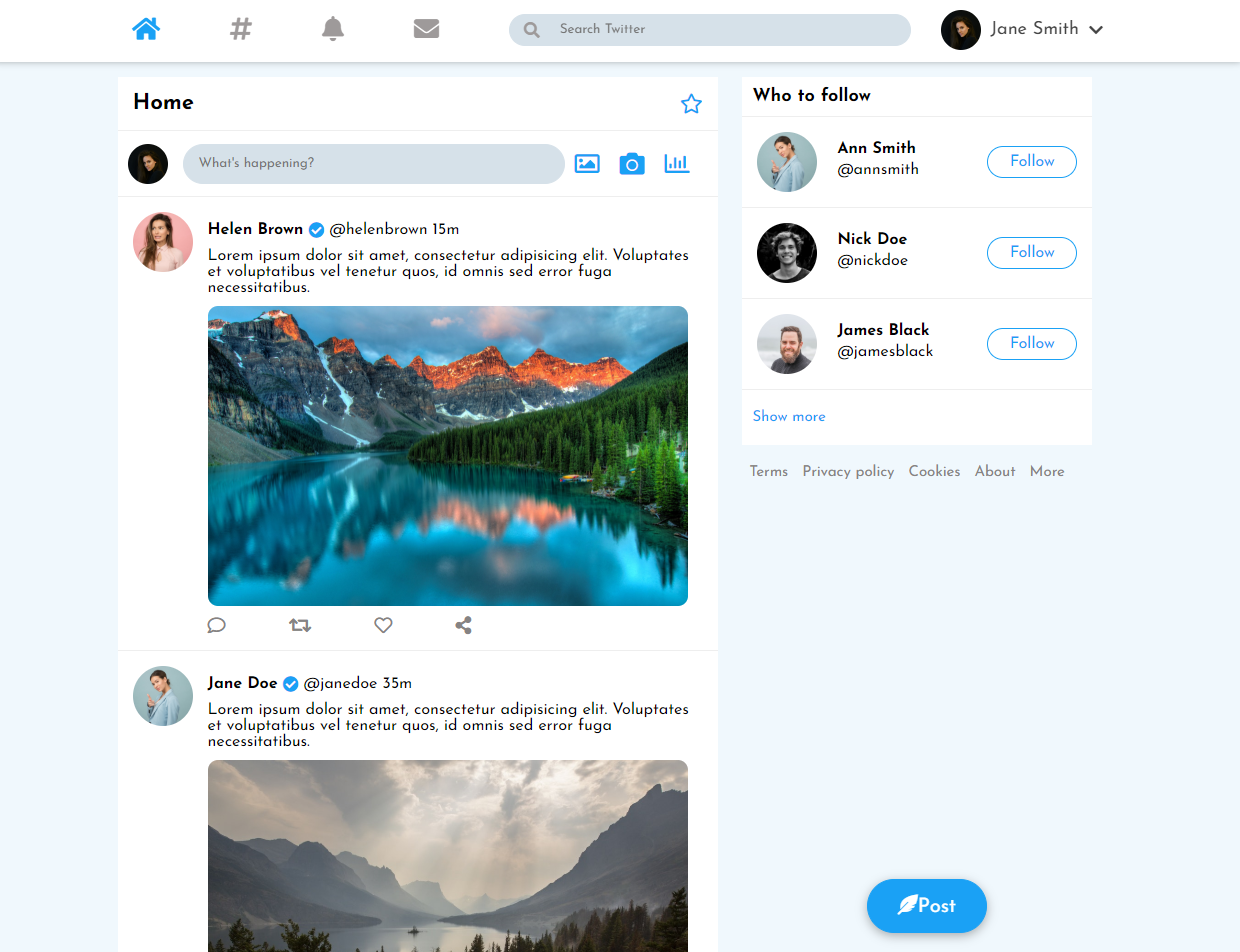 Search Twitter
Jane Smith
Home
What's happening?
Helen Brown @helenbrown 15m
Lorem ipsum dolor sit amet, consectetur adipisicing elit. Voluptates
et voluptatibus vel tenetur quos, id omnis sed error fuga
necessitatibus.
Jane Doe @janedoe 35m
Lorem ipsum dolor sit amet, consectetur adipisicing elit. Voluptates
et voluptatibus vel tenetur quos, id omnis sed error fuga
necessitatibus.
Who to follow
Ann Smith
@annsmith
Follow
Nick Doe
@nickdoe
Follow
James Black
@jamesblack
Follow
Show more
Terms Privacy policy Cookies About More
Post